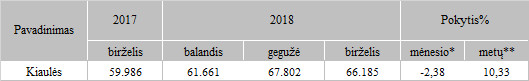 Pavadinimas 2017 2018 Pokytis%
birželis balandis gegužė birželis mėnesio* metų**
Kiaulės 59.986 61.661 67.802 66.185 -2,38 10,33